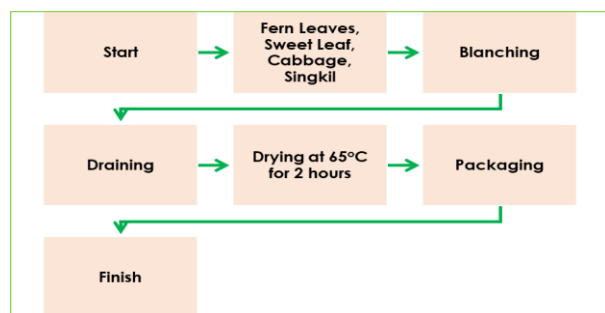 Start
Fern Leaves,
Sweet Leaf,
Cabbage,
Singkil
Blanching
Draining
Drying at 65°C
for 2 hours
Packaging
Finish